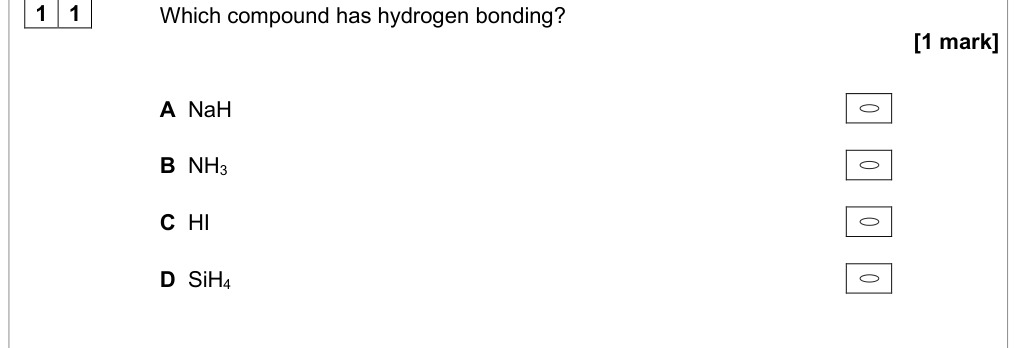 1 1 Which compound has hydrogen bonding?
[1 mark]
A NaH
B NH₃
C HI
D SiH₄